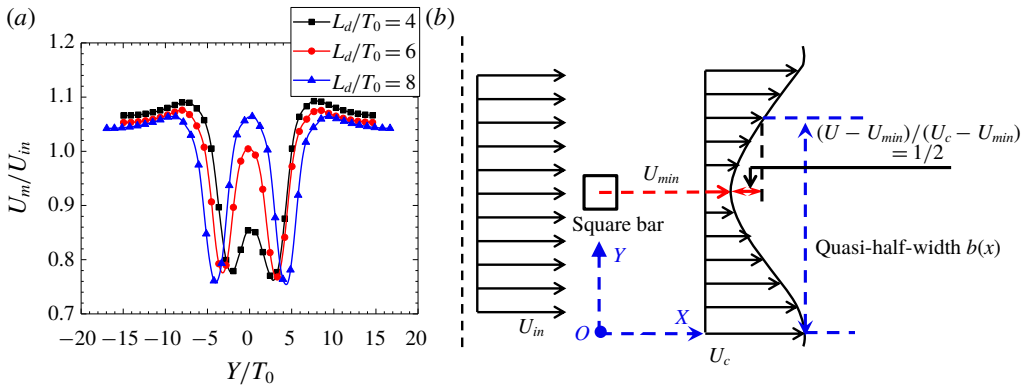 (a)
L_d/T_0 = 4
L_d/T_0 = 6
L_d/T_0 = 8
1.2
1.1
1.0
0.9
0.8
0.7
U_m/U_in
−20 −15 −10 −5 0 5 10 15 20
Y/T_0
(b)
(U − U_min)/(U_c − U_min)
= 1/2
U_min
Square bar
Y
Quasi-half-width b(x)
U_in
O
X
U_c